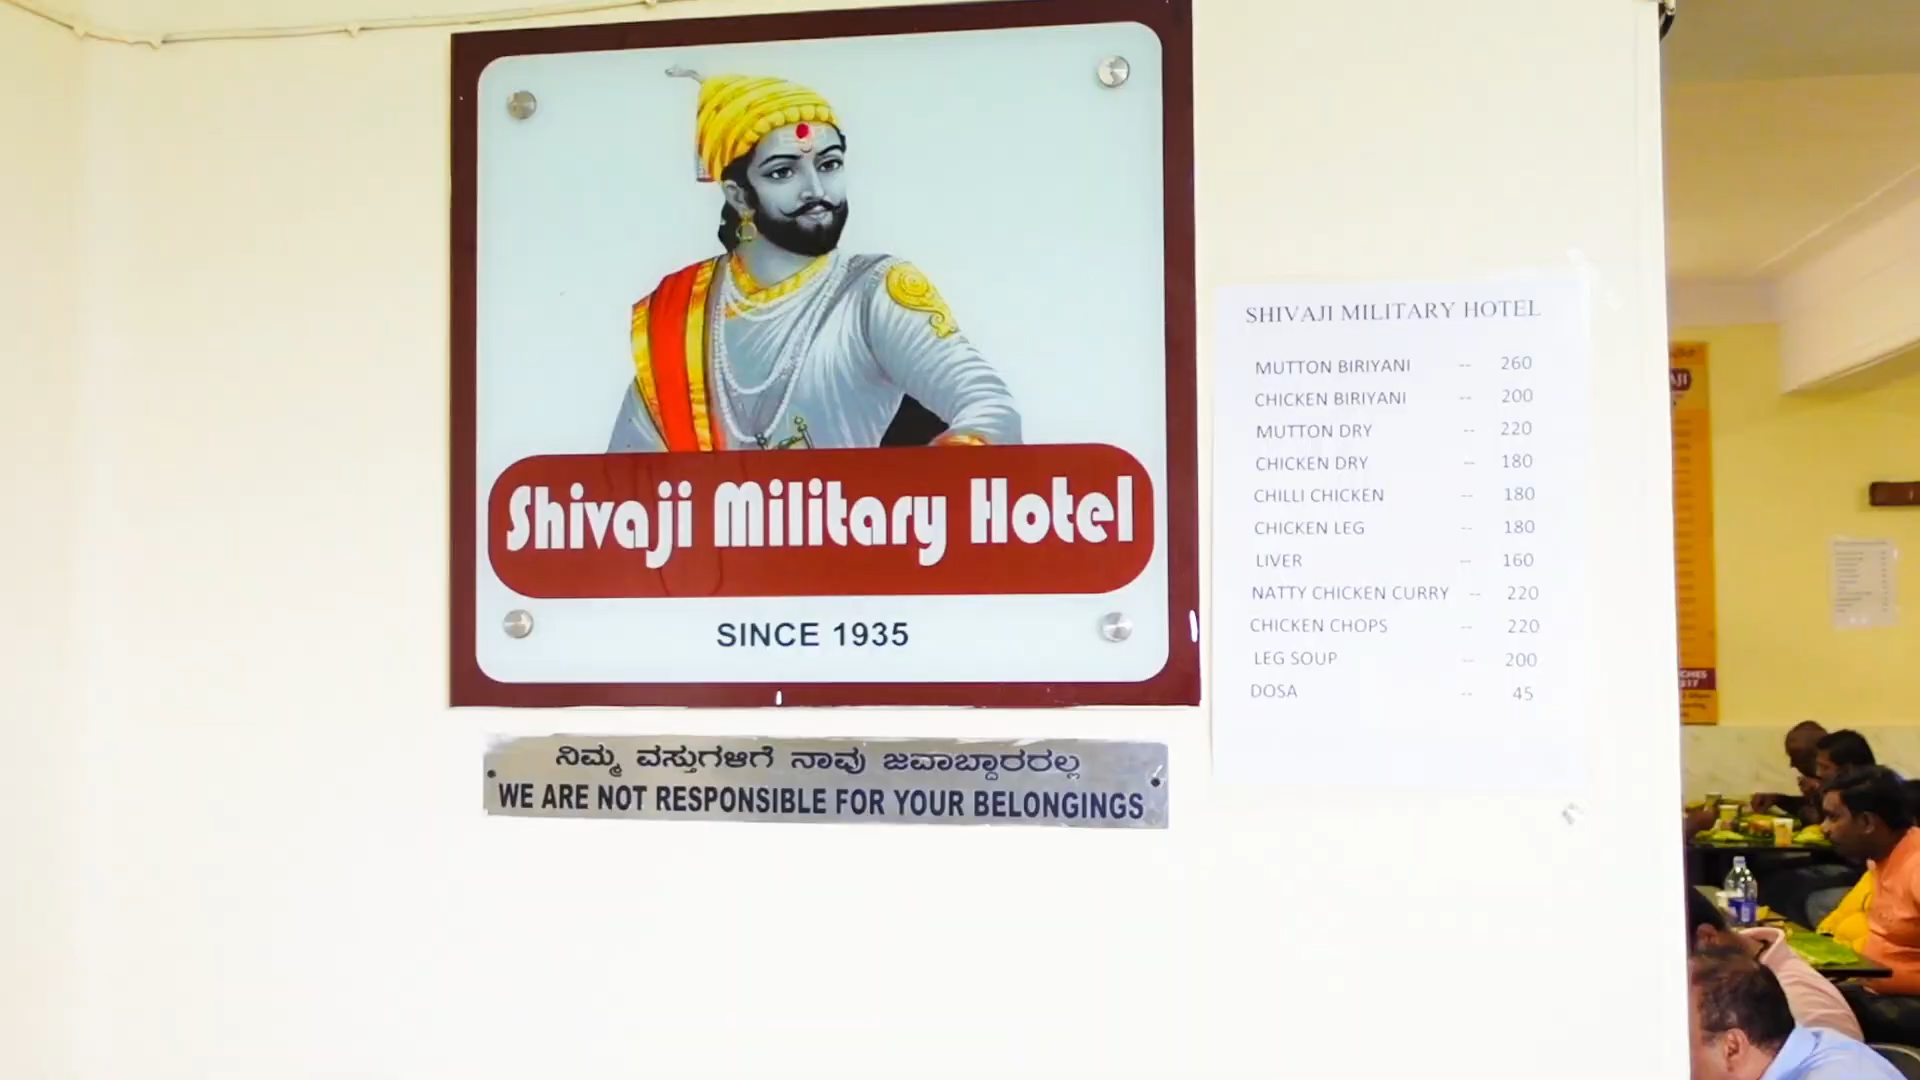 Shivaji Military Hotel
SINCE 1935
ನಿಮ್ಮ ವಸ್ತುಗಳಿಗೆ ನಾವು ಜವಾಬ್ದಾರರಲ್ಲ
WE ARE NOT RESPONSIBLE FOR YOUR BELONGINGS
SHIVAJI MILITARY HOTEL
MUTTON BIRIYANI -- 260
CHICKEN BIRIYANI -- 200
MUTTON DRY -- 220
CHICKEN DRY -- 180
CHILLI CHICKEN -- 180
CHICKEN LEG -- 180
LIVER -- 160
NATTY CHICKEN CURRY -- 220
CHICKEN CHOPS -- 220
LEG SOUP -- 200
DOSA -- 45